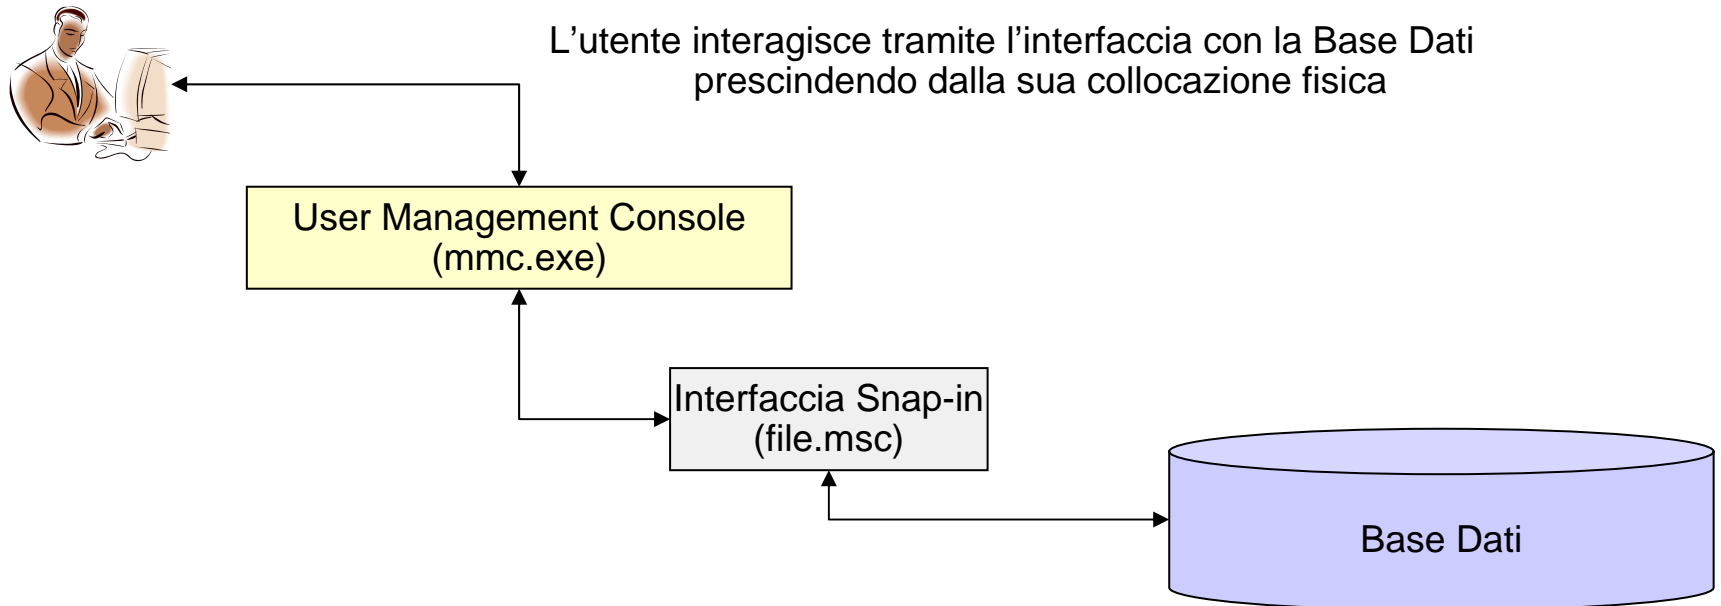 L'utente interagisce tramite l'interfaccia con la Base Dati
prescindendo dalla sua collocazione fisica
User Management Console
(mmc.exe)
Interfaccia Snap-in
(file.msc)
Base Dati